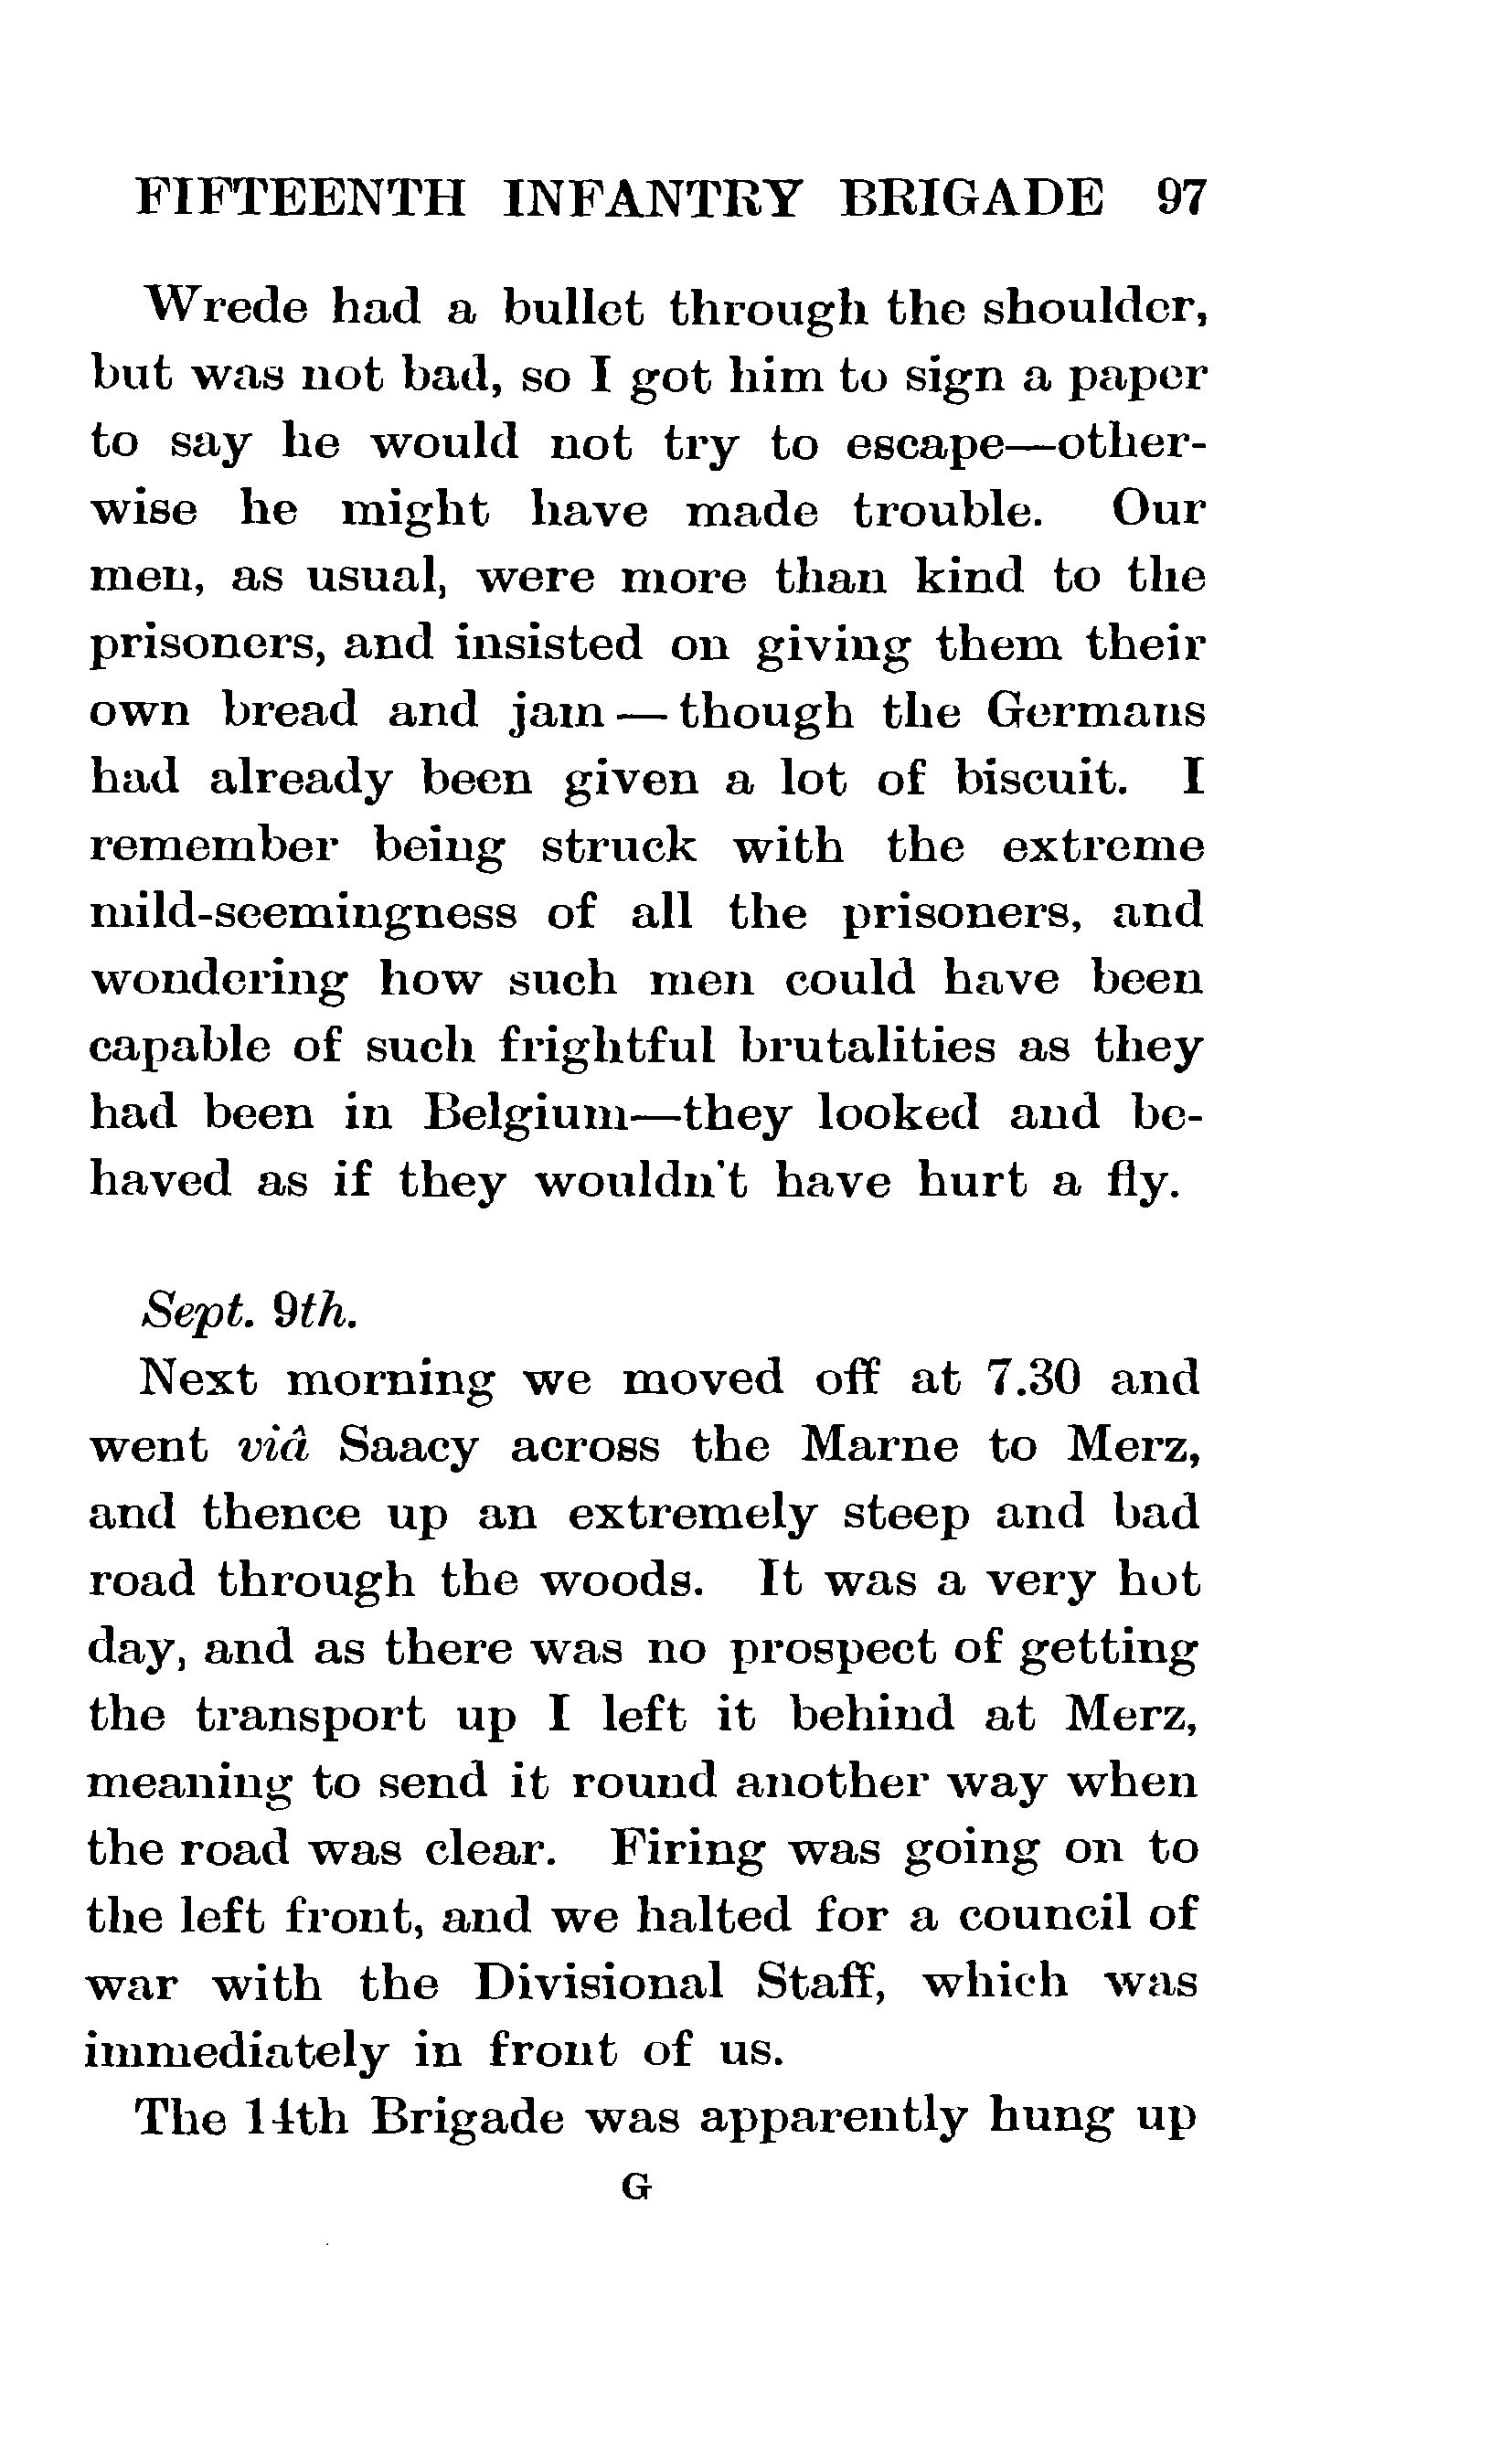 FIFTEENTH INFANTRY BRIGADE 97
Wrede had a bullet through the shoulder,
but was not bad, so I got him to sign a paper
to say he would not try to escape—other-
wise he might have made trouble. Our
men, as usual, were more than kind to the
prisoners, and insisted on giving them their
own bread and jam—though the Germans
had already been given a lot of biscuit. I
remember being struck with the extreme
mild-seemingness of all the prisoners, and
wondering how such men could have been
capable of such frightful brutalities as they
had been in Belgium—they looked and be-
haved as if they wouldn't have hurt a fly.
Sept. 9th.
Next morning we moved off at 7.30 and
went viâ Saacy across the Marne to Merz,
and thence up an extremely steep and bad
road through the woods. It was a very hot
day, and as there was no prospect of getting
the transport up I left it behind at Merz,
meaning to send it round another way when
the road was clear. Firing was going on to
the left front, and we halted for a council of
war with the Divisional Staff, which was
immediately in front of us.
The 14th Brigade was apparently hung up
G